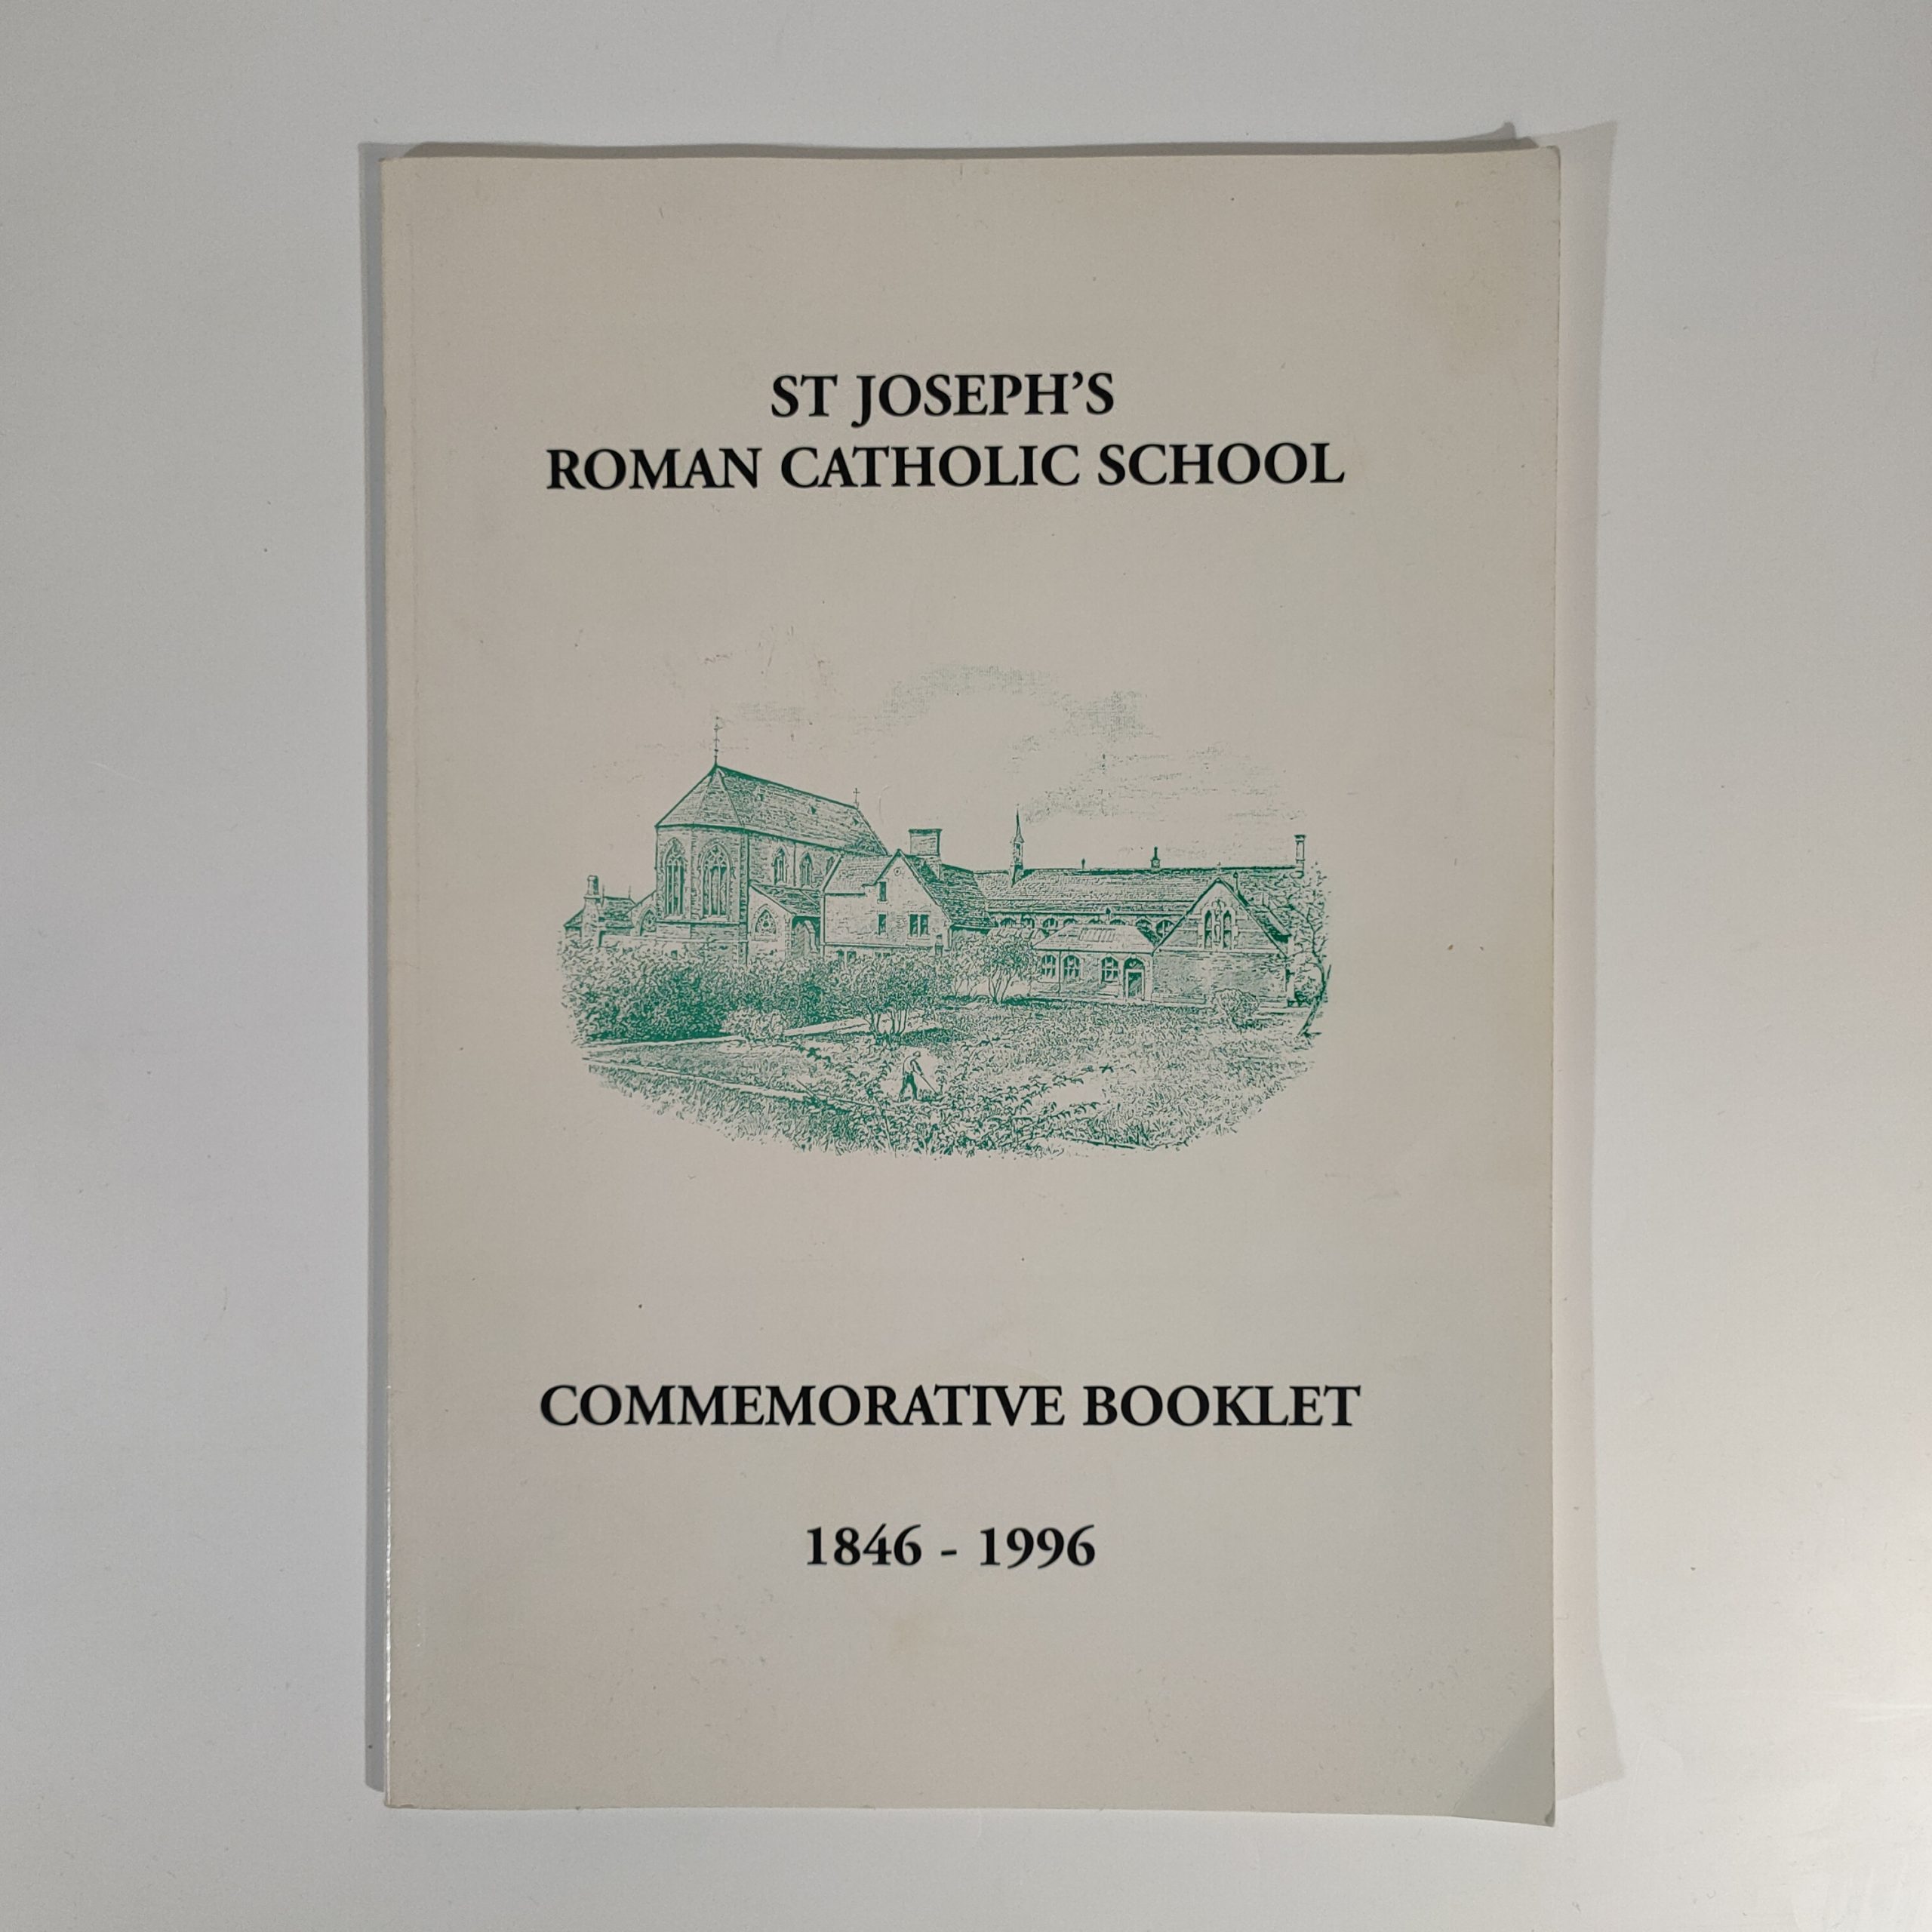 ST JOSEPH’S
ROMAN CATHOLIC SCHOOL
COMMEMORATIVE BOOKLET
1846 - 1996